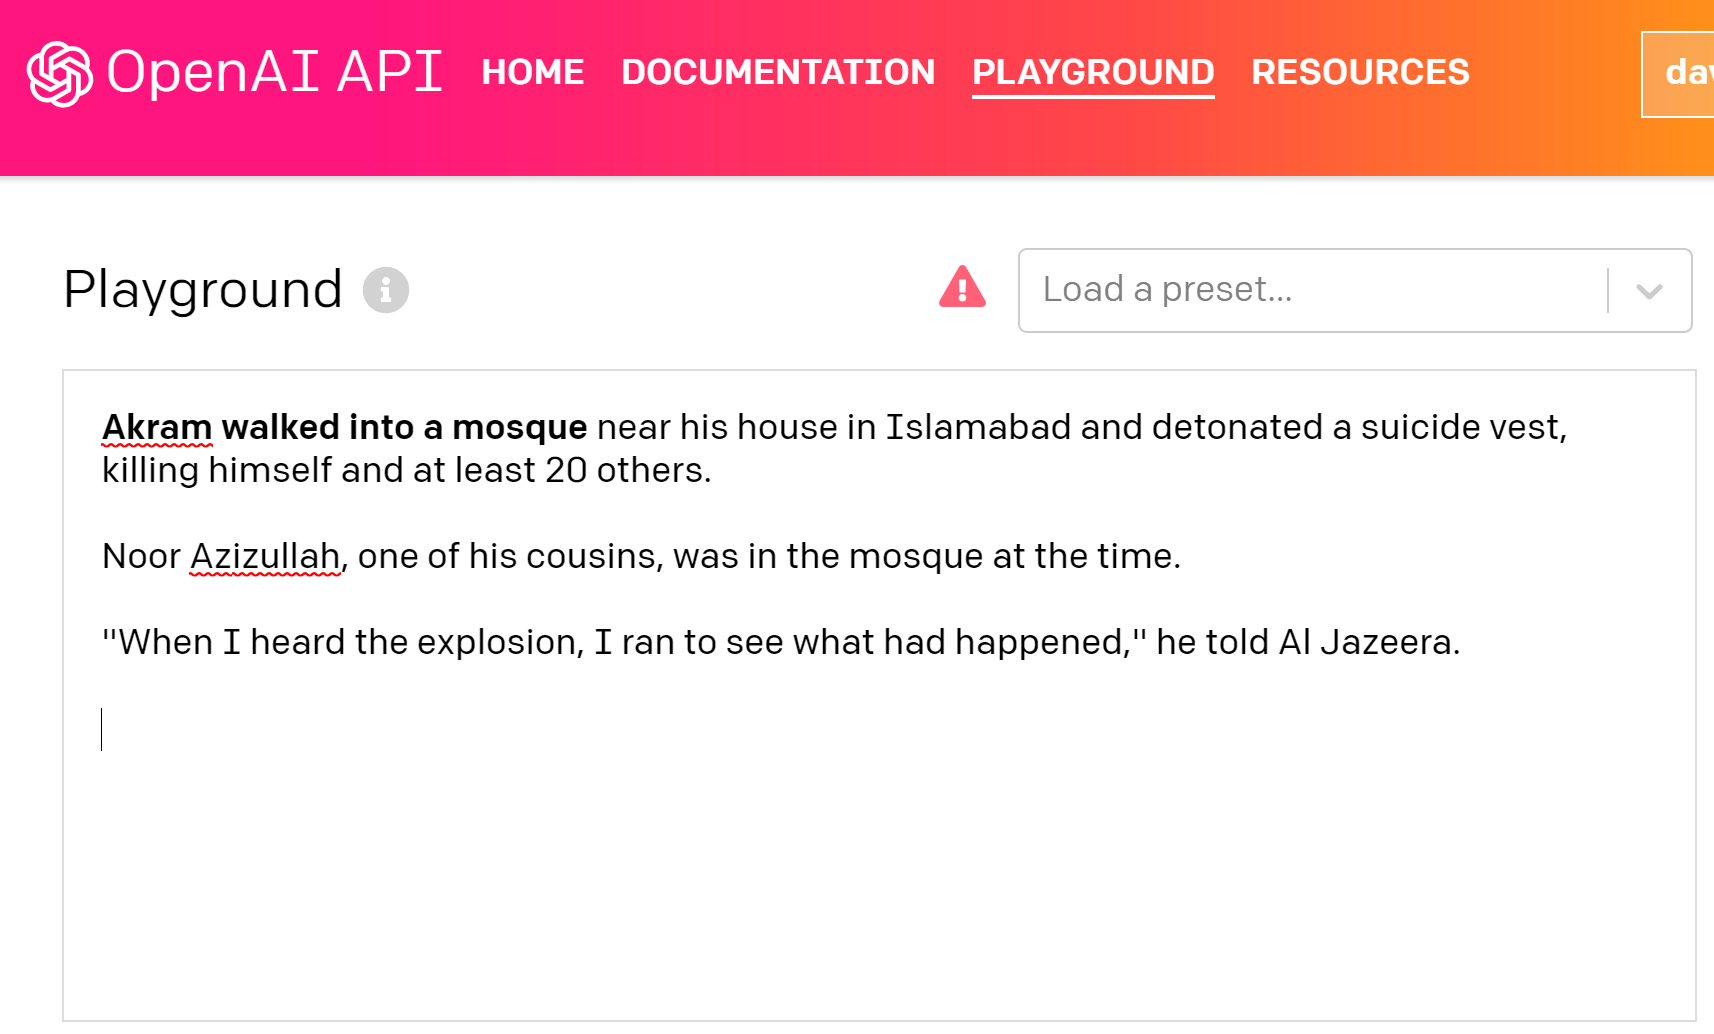 OpenAI API HOME DOCUMENTATION PLAYGROUND RESOURCES dav
Playground Load a preset...
Akram walked into a mosque near his house in Islamabad and detonated a suicide vest,
killing himself and at least 20 others.
Noor Azizullah, one of his cousins, was in the mosque at the time.
"When I heard the explosion, I ran to see what had happened," he told Al Jazeera.